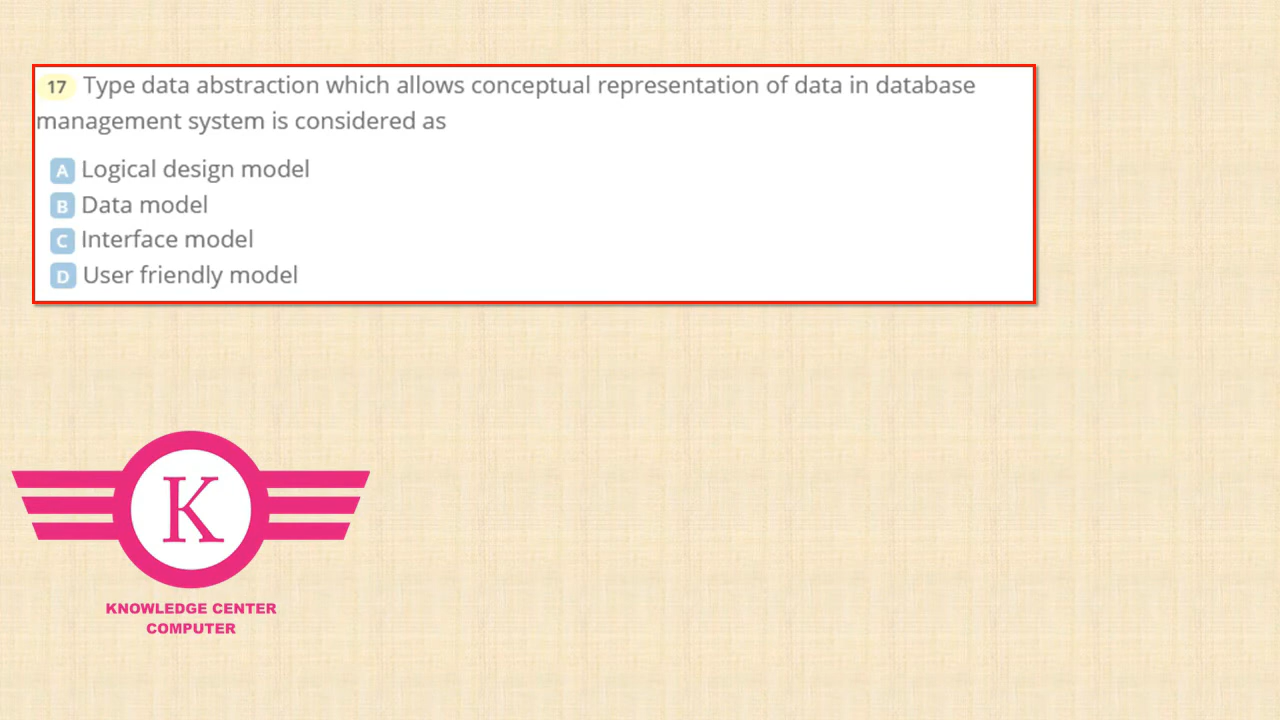 17 Type data abstraction which allows conceptual representation of data in database
management system is considered as
A Logical design model
B Data model
C Interface model
D User friendly model
K
KNOWLEDGE CENTER
COMPUTER